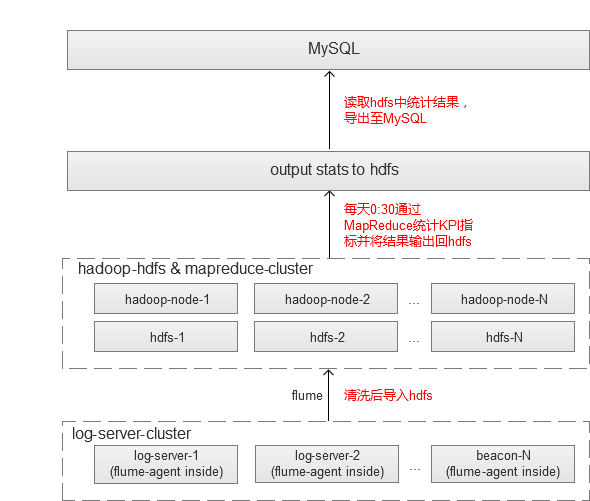 MySQL
读取hdfs中统计结果，
导出至MySQL
output stats to hdfs
每天0:30通过
MapReduce统计KPI指
标并将结果输出回hdfs
hadoop-hdfs & mapreduce-cluster
hadoop-node-1 hadoop-node-2 ... hadoop-node-N
hdfs-1 hdfs-2 ... hdfs-N
flume 清洗后导入hdfs
log-server-cluster
log-server-1 log-server-2 beacon-N
(flume-agent inside) (flume-agent inside) ... (flume-agent inside)